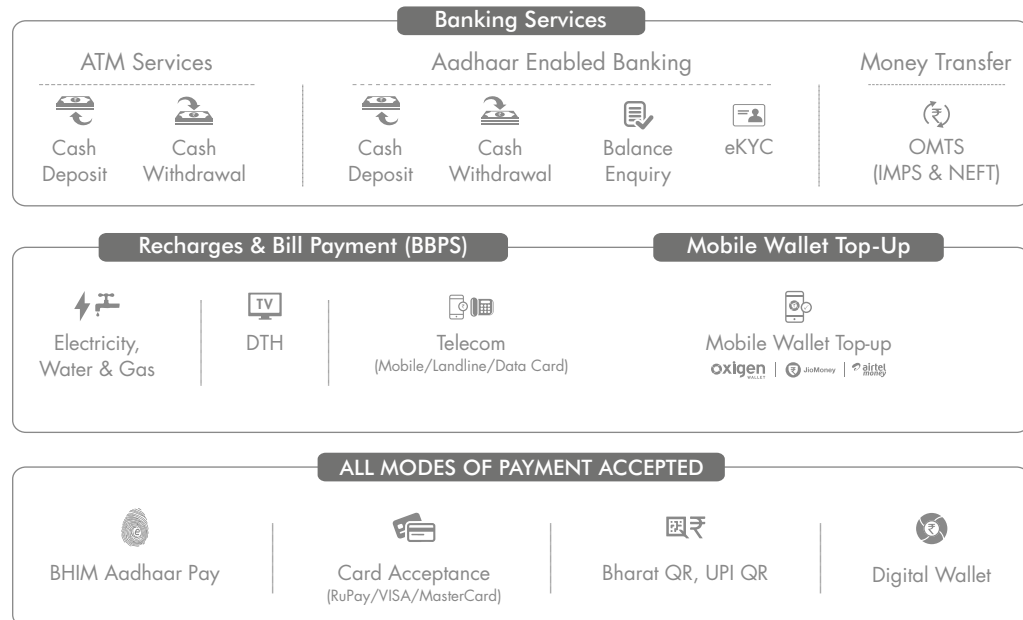 Banking Services
ATM Services
Cash
Deposit
Cash
Withdrawal
Aadhaar Enabled Banking
Cash
Deposit
Cash
Withdrawal
Balance
Enquiry
eKYC
Money Transfer
₹
OMTS
(IMPS & NEFT)
Recharges & Bill Payment (BBPS)
Electricity,
Water & Gas
TV
DTH
Telecom
(Mobile/Landline/Data Card)
Mobile Wallet Top-Up
Mobile Wallet Top-up
oxigen
WALLET
₹ JioMoney
airtel
money
ALL MODES OF PAYMENT ACCEPTED
BHIM Aadhaar Pay
Card Acceptance
(RuPay/VISA/MasterCard)
₹
Bharat QR, UPI QR
₹
Digital Wallet